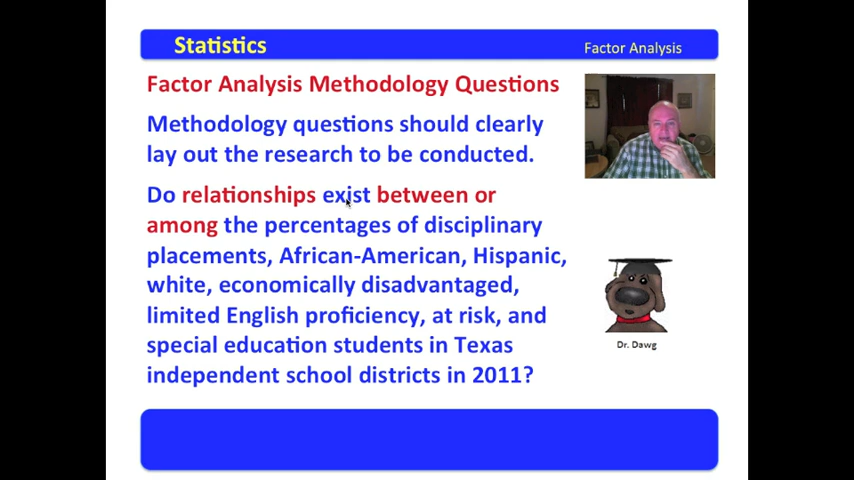 Statistics
Factor Analysis
Factor Analysis Methodology Questions
Methodology questions should clearly
lay out the research to be conducted.
Do relationships exist between or
among the percentages of disciplinary
placements, African-American, Hispanic,
white, economically disadvantaged,
limited English proficiency, at risk, and
special education students in Texas
independent school districts in 2011?
Dr. Dawg